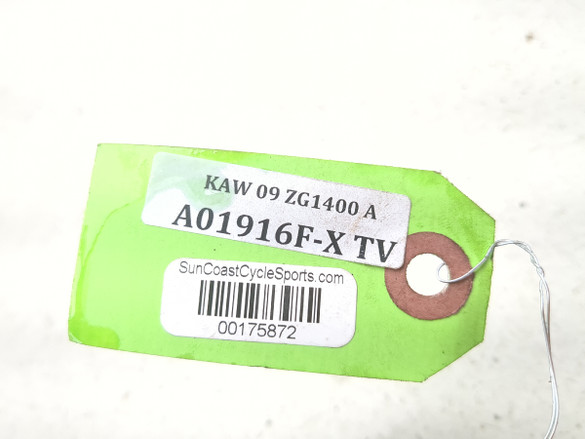 KAW 09 ZG1400 A
A01916F-X TV
SunCoastCycleSports.com
00175872